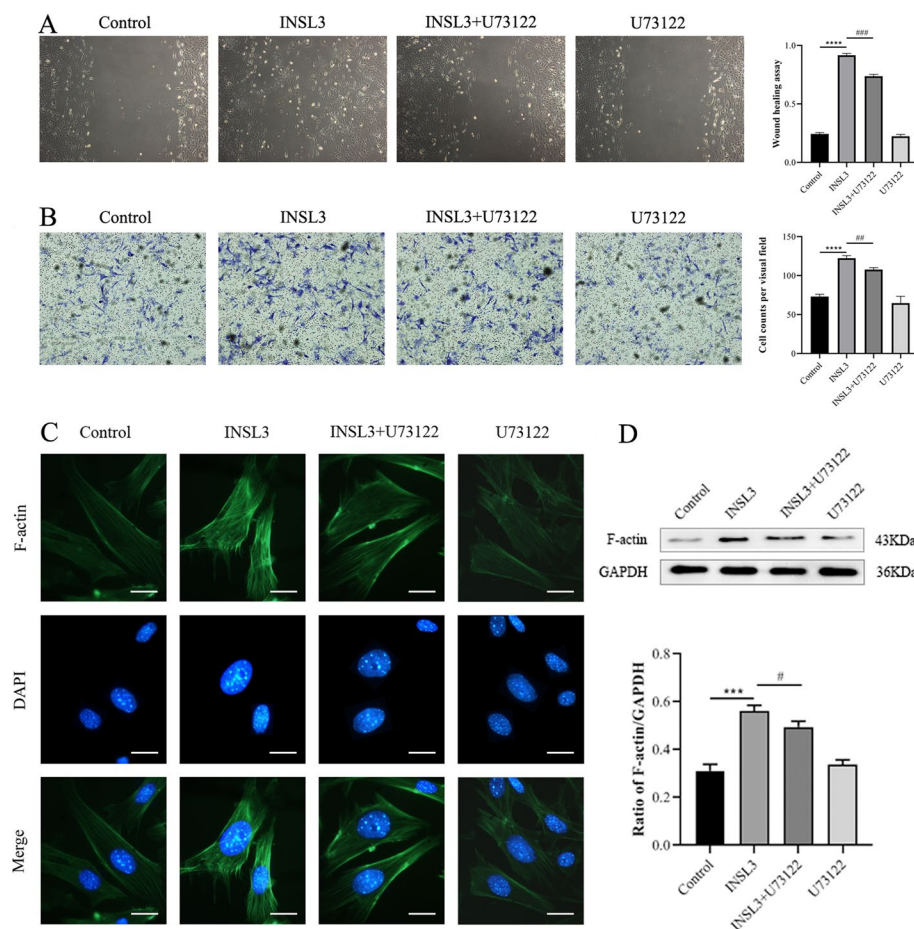 A
Control
INSL3
INSL3+U73122
U73122
****
###
Wound healing assay
1.0
0.5
0.0
Control
INSL3
INSL3+U73122
U73122
B
Control
INSL3
INSL3+U73122
U73122
****
##
Cell counts per visual field
150
100
50
0
Control
INSL3
INSL3+U73122
U73122
C
Control
INSL3
INSL3+U73122
U73122
F-actin
DAPI
Merge
D
Control
INSL3
INSL3+U73122
U73122
F-actin
43KDa
GAPDH
36KDa
***
#
Ratio of F-actin/GAPDH
0.8
0.6
0.4
0.2
0.0
Control
INSL3
INSL3+U73122
U73122